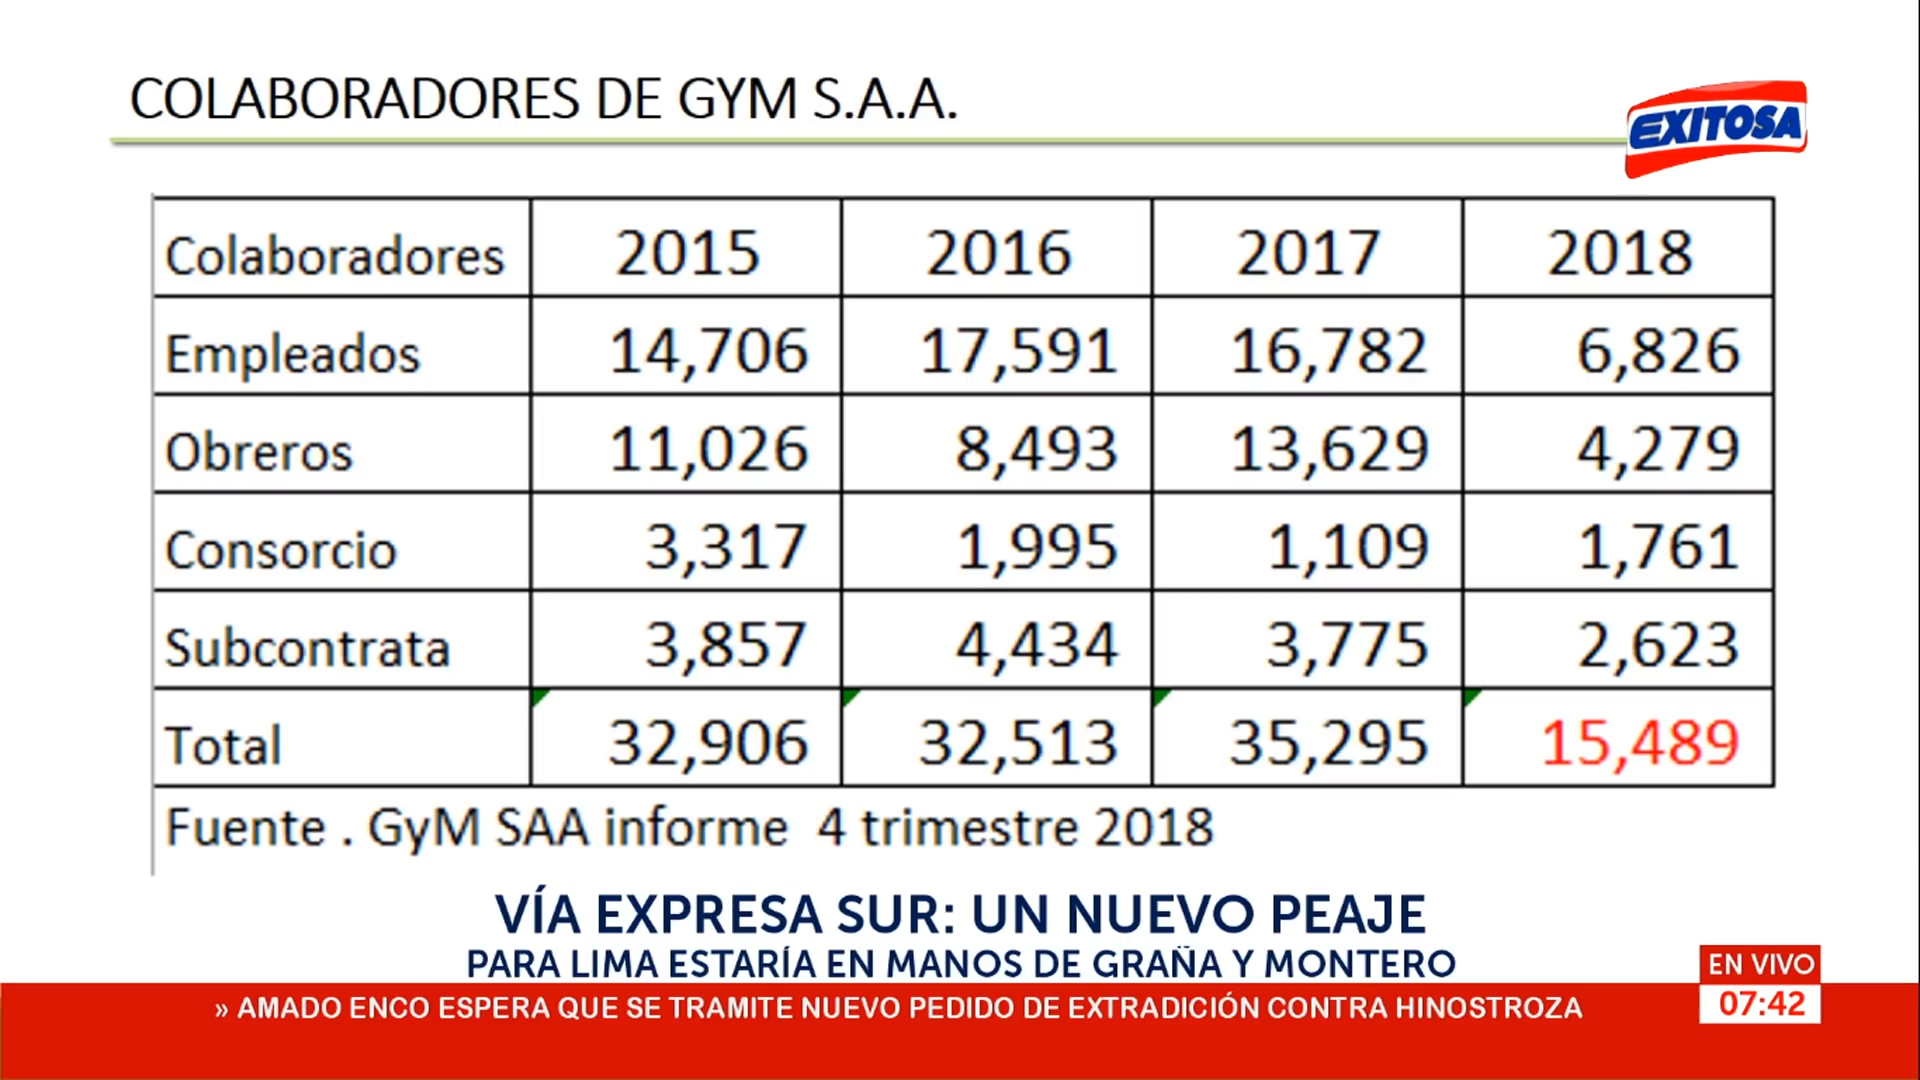 COLABORADORES DE GYM S.A.A.
EXITOSA
Colaboradores 2015 2016 2017 2018
Empleados 14,706 17,591 16,782 6,826
Obreros 11,026 8,493 13,629 4,279
Consorcio 3,317 1,995 1,109 1,761
Subcontrata 3,857 4,434 3,775 2,623
Total 32,906 32,513 35,295 15,489
Fuente . GyM SAA informe 4 trimestre 2018
VÍA EXPRESA SUR: UN NUEVO PEAJE
PARA LIMA ESTARÍA EN MANOS DE GRAÑA Y MONTERO
EN VIVO
» AMADO ENCO ESPERA QUE SE TRAMITE NUEVO PEDIDO DE EXTRADICIÓN CONTRA HINOSTROZA
07:42